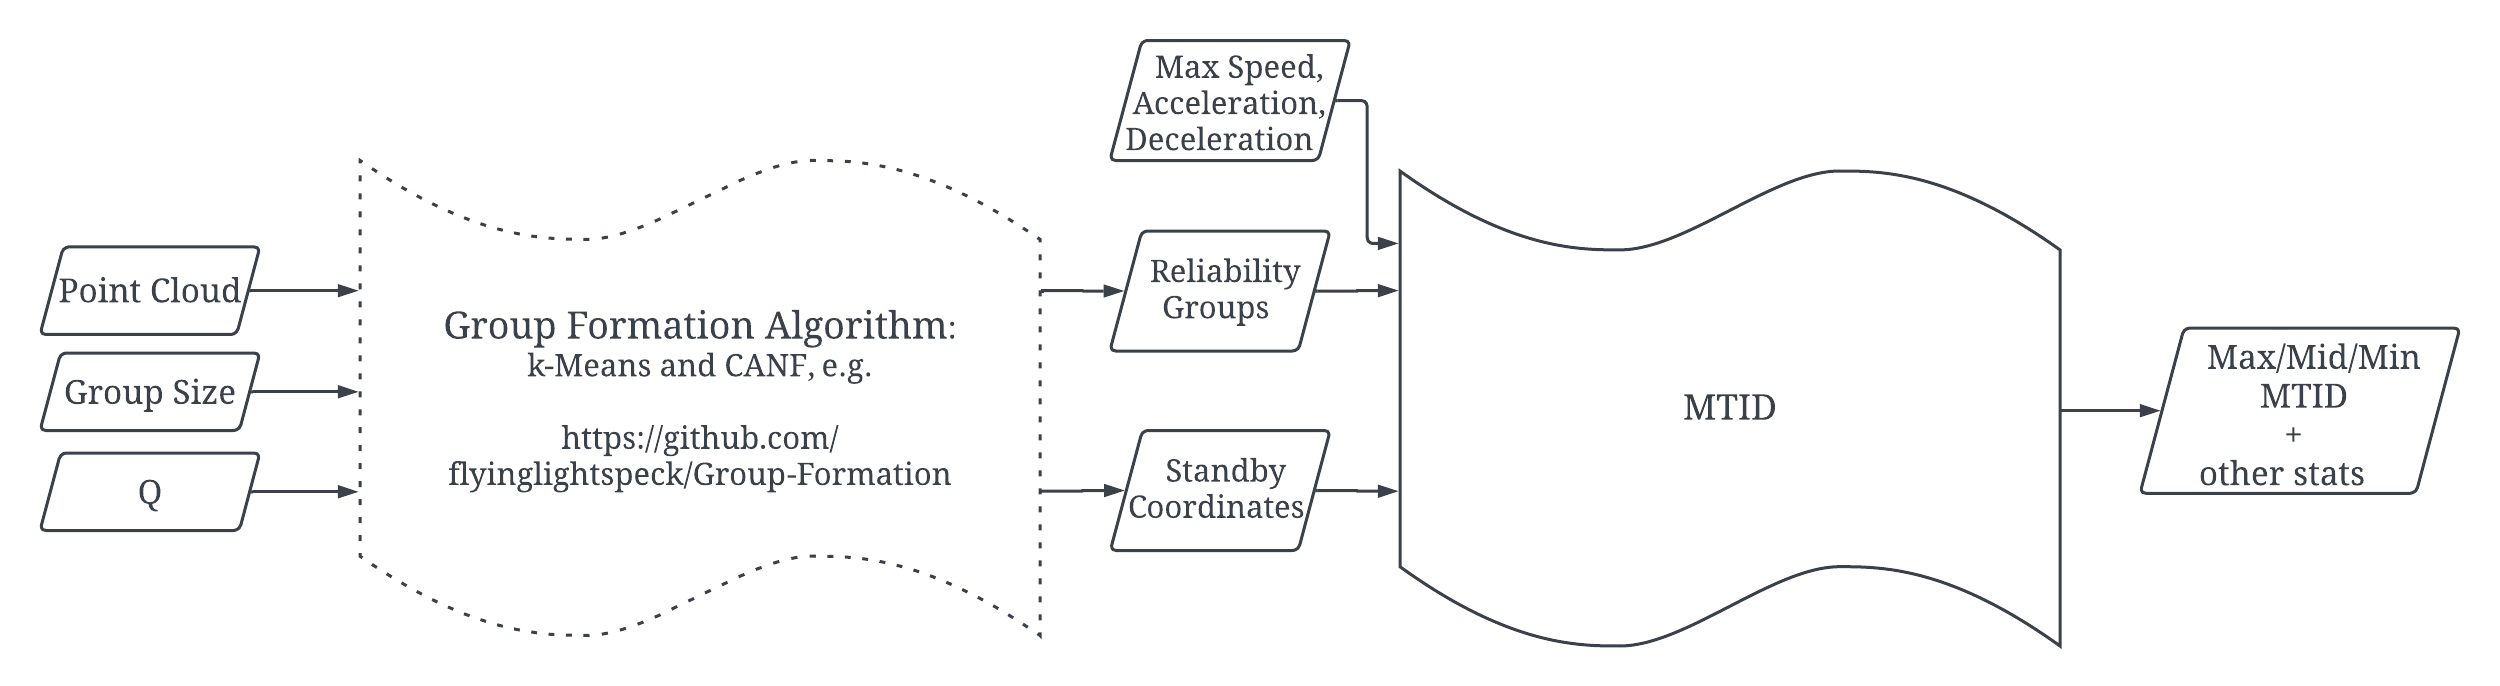 Point Cloud
Group Size
Q
Group Formation Algorithm:
k-Means and CANF, e.g.
https://github.com/
flyinglightspeck/Group-Formation
Max Speed,
Acceleration,
Deceleration
Reliability
Groups
Standby
Coordinates
MTID
Max/Mid/Min
MTID
+
other stats